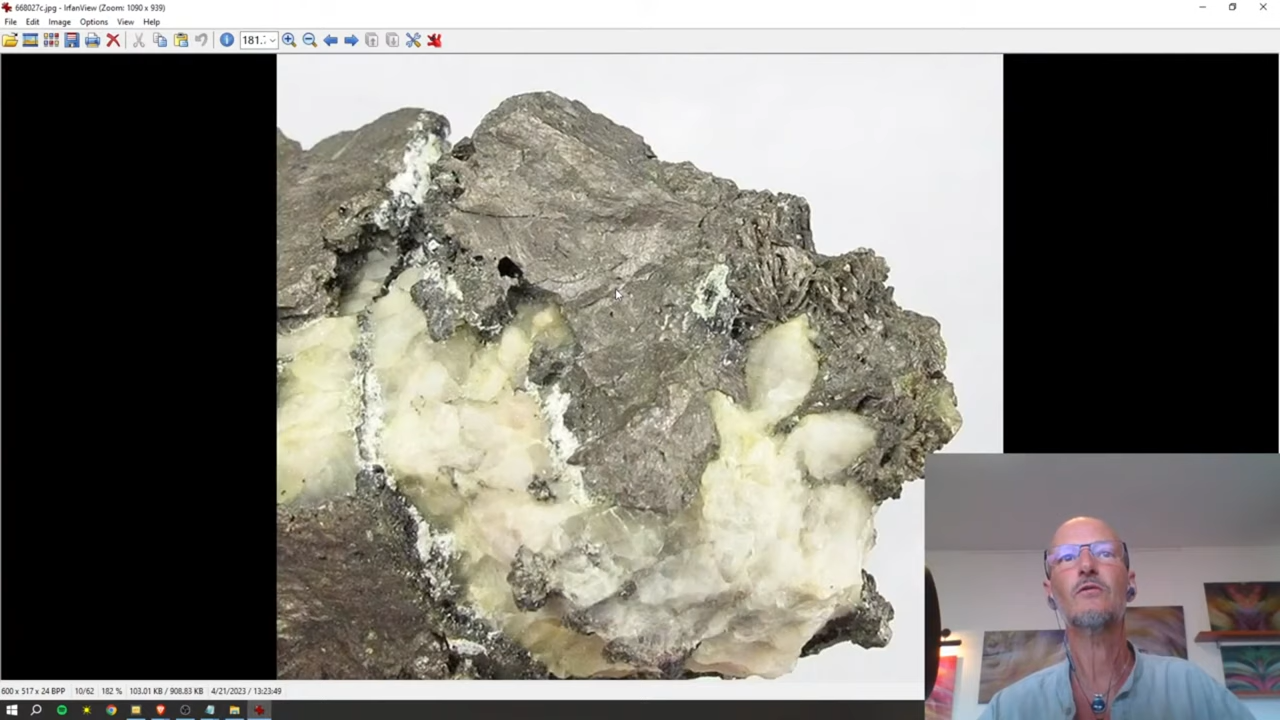 668027c.jpg - IrfanView (Zoom: 1090 x 939)
File Edit Image Options View Help
181.
600 x 517 x 24 BPP 10/62 182 % 103.01 KB / 908.83 KB 4/21/2023 / 13:23:49